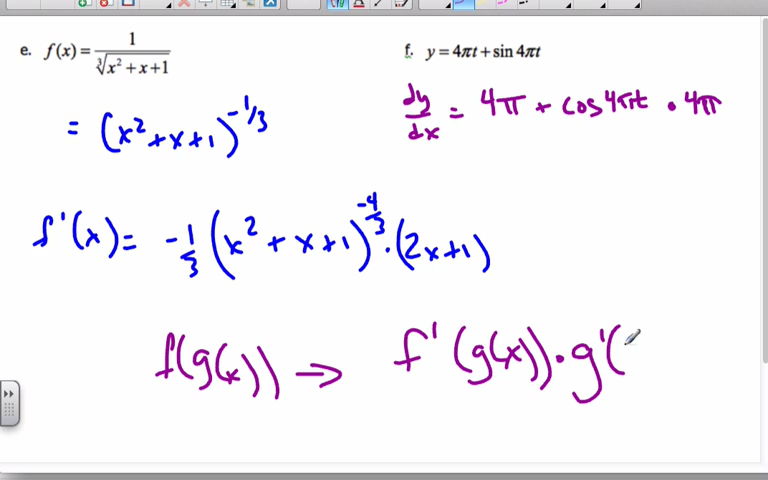 e. f(x) = 1/∛(x² + x + 1)
= (x² + x + 1)^(-1/3)
f'(x) = -1/3 (x² + x + 1)^(-4/3) · (2x+1)
f. y = 4πt + sin 4πt
dy/dx = 4π + cos 4πt · 4π
f(g(x)) → f'(g(x)) · g'(